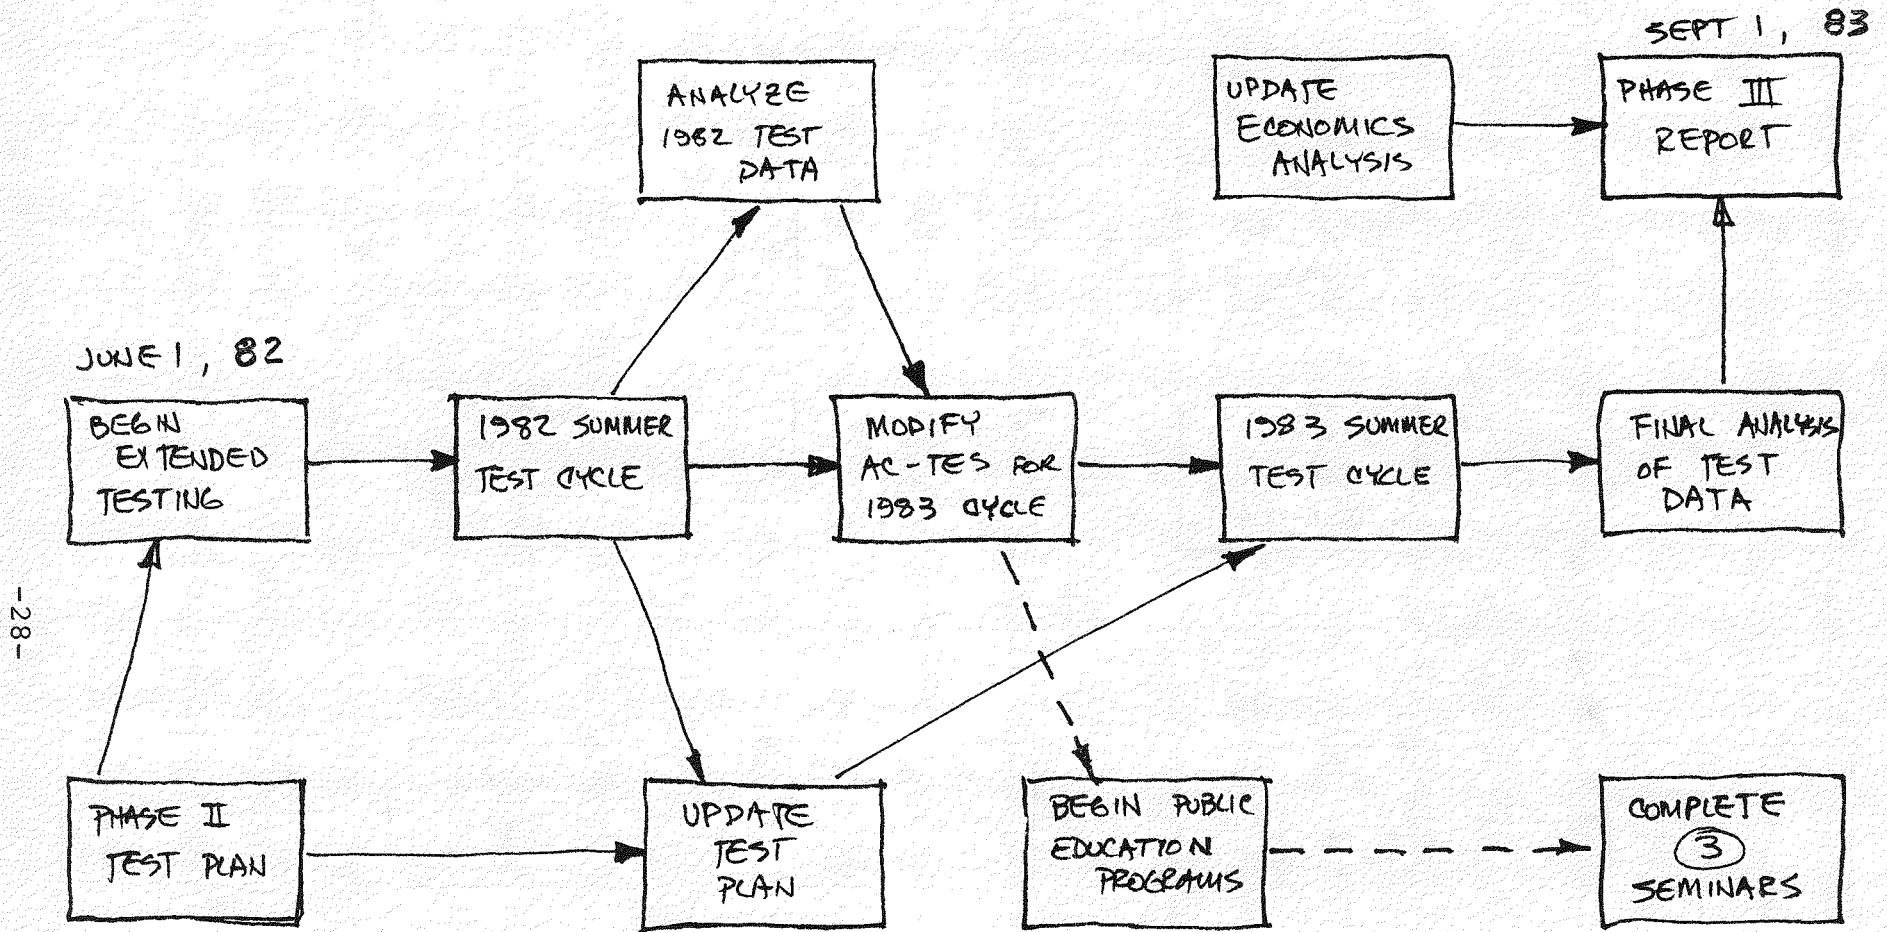 SEPT 1, 83
ANALYZE
1982 TEST
DATA
UPDATE
ECONOMICS
ANALYSIS
PHASE III
REPORT
JUNE 1, 82
BEGIN
EXTENDED
TESTING
1982 SUMMER
TEST CYCLE
MODIFY
AC-TES FOR
1983 CYCLE
1983 SUMMER
TEST CYCLE
FINAL ANALYSIS
OF TEST
DATA
-28-
PHASE II
TEST PLAN
UPDATE
TEST
PLAN
BEGIN PUBLIC
EDUCATION
PROGRAMS
COMPLETE
3
SEMINARS